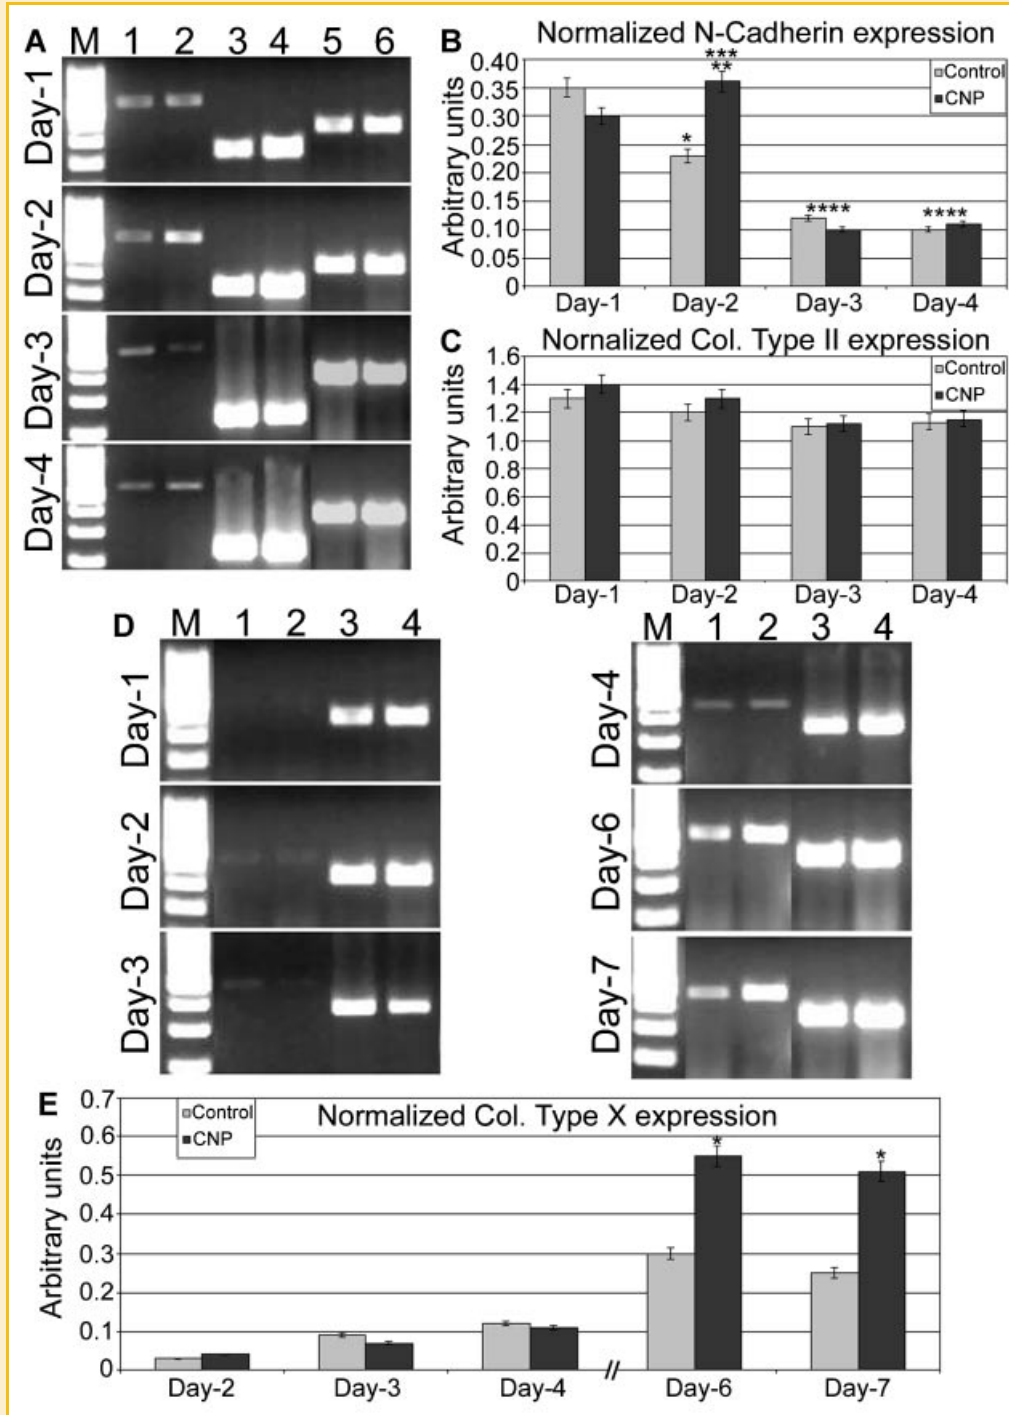 A M 1 2 3 4 5 6
Day-1
Day-2
Day-3
Day-4
B Normalized N-Cadherin expression
Arbitrary units
0.40
0.35
0.30
0.25
0.20
0.15
0.10
0.05
0
Control
CNP
*
***
**
****
****
Day-1 Day-2 Day-3 Day-4
C Normalized Col. Type II expression
Arbitrary units
1.6
1.4
1.2
1.0
0.8
0.6
0.4
0.2
0
Control
CNP
Day-1 Day-2 Day-3 Day-4
D M 1 2 3 4
Day-1
Day-2
Day-3
M 1 2 3 4
Day-4
Day-6
Day-7
E Normalized Col. Type X expression
Arbitrary units
0.7
0.6
0.5
0.4
0.3
0.2
0.1
0
Control
CNP
*
*
//
Day-2 Day-3 Day-4 Day-6 Day-7